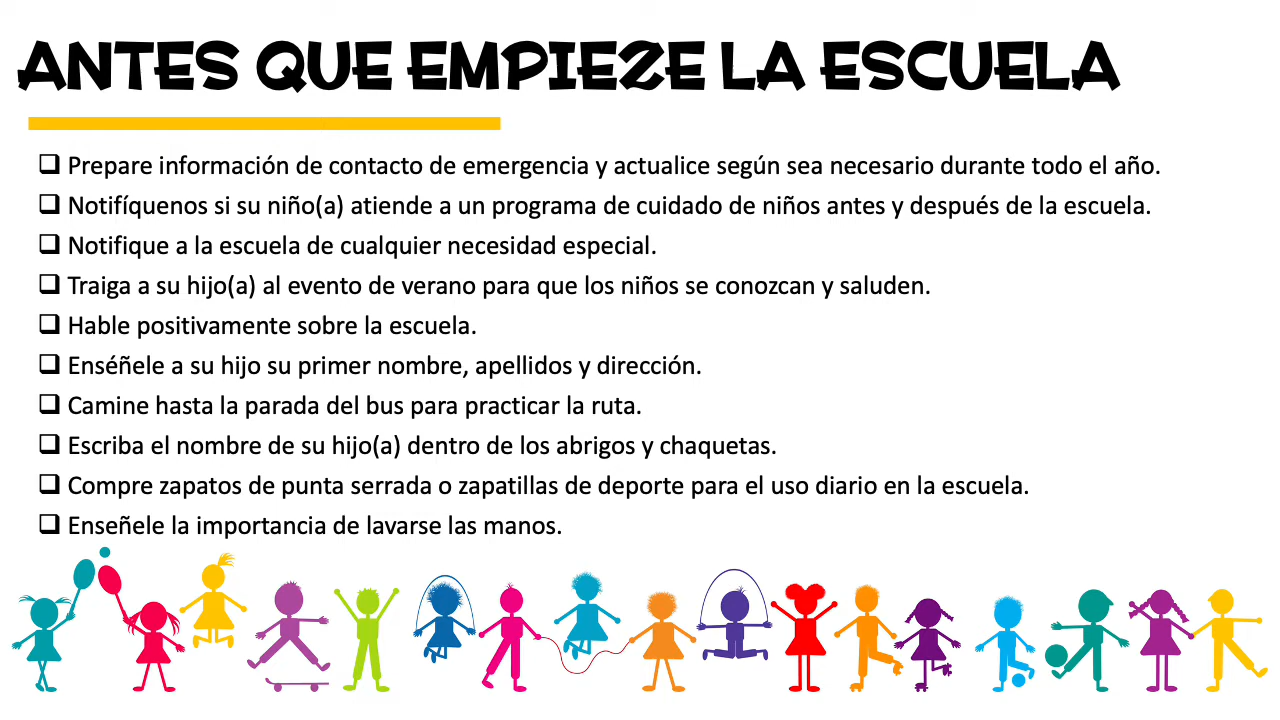 ANTES QUE EMPIEZE LA ESCUELA
❑ Prepare información de contacto de emergencia y actualice según sea necesario durante todo el año.
❑ Notifíquenos si su niño(a) atiende a un programa de cuidado de niños antes y después de la escuela.
❑ Notifique a la escuela de cualquier necesidad especial.
❑ Traiga a su hijo(a) al evento de verano para que los niños se conozcan y saluden.
❑ Hable positivamente sobre la escuela.
❑ Enséñele a su hijo su primer nombre, apellidos y dirección.
❑ Camine hasta la parada del bus para practicar la ruta.
❑ Escriba el nombre de su hijo(a) dentro de los abrigos y chaquetas.
❑ Compre zapatos de punta serrada o zapatillas de deporte para el uso diario en la escuela.
❑ Enseñele la importancia de lavarse las manos.